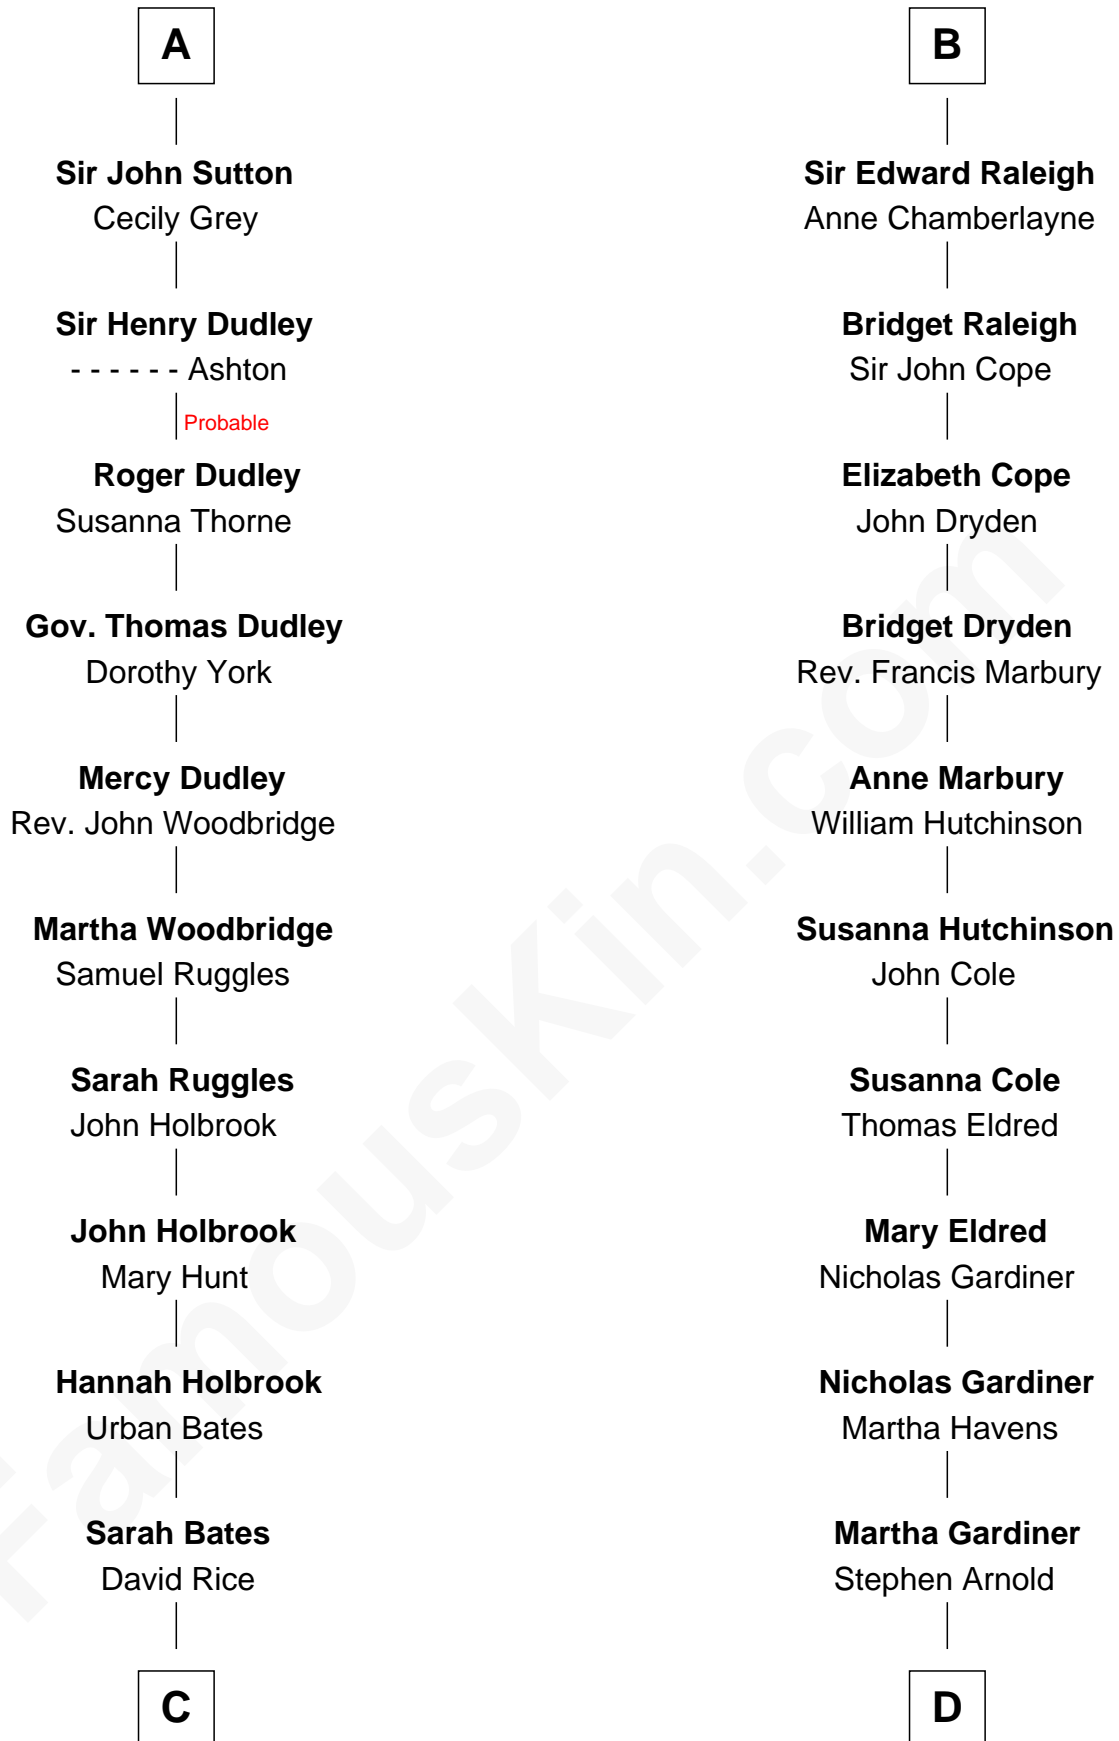 A
Sir John Sutton
Cecily Grey
Sir Henry Dudley
- - - - - - Ashton
Probable
Roger Dudley
Susanna Thorne
Gov. Thomas Dudley
Dorothy York
Mercy Dudley
Rev. John Woodbridge
Martha Woodbridge
Samuel Ruggles
Sarah Ruggles
John Holbrook
John Holbrook
Mary Hunt
Hannah Holbrook
Urban Bates
Sarah Bates
David Rice
C
B
Sir Edward Raleigh
Anne Chamberlayne
Bridget Raleigh
Sir John Cope
Elizabeth Cope
John Dryden
Bridget Dryden
Rev. Francis Marbury
Anne Marbury
William Hutchinson
Susanna Hutchinson
John Cole
Susanna Cole
Thomas Eldred
Mary Eldred
Nicholas Gardiner
Nicholas Gardiner
Martha Havens
Martha Gardiner
Stephen Arnold
D
FamousKin.com